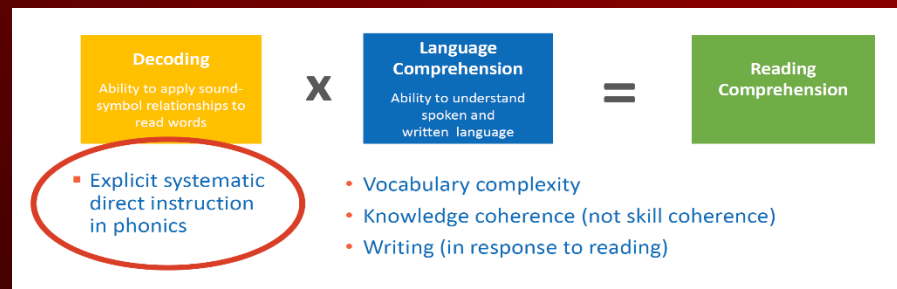 Decoding
Ability to apply sound-
symbol relationships to
read words
x
Language
Comprehension
Ability to understand
spoken and
written language
=
Reading
Comprehension
▪ Explicit systematic
direct instruction
in phonics
• Vocabulary complexity
• Knowledge coherence (not skill coherence)
• Writing (in response to reading)